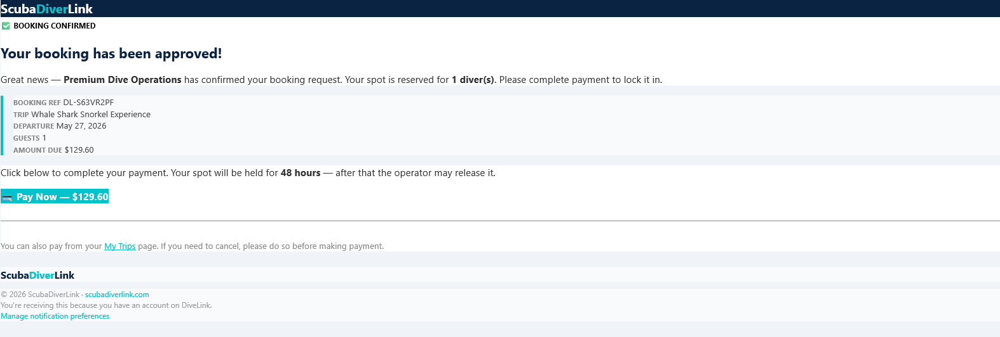 ScubaDiverLink
✅ BOOKING CONFIRMED
Your booking has been approved!
Great news — Premium Dive Operations has confirmed your booking request. Your spot is reserved for 1 diver(s). Please complete payment to lock it in.
BOOKING REF DL-S63VR2PF
TRIP Whale Shark Snorkel Experience
DEPARTURE May 27, 2026
GUESTS 1
AMOUNT DUE $129.60
Click below to complete your payment. Your spot will be held for 48 hours — after that the operator may release it.
💳 Pay Now — $129.60
You can also pay from your My Trips page. If you need to cancel, please do so before making payment.
ScubaDiverLink
© 2026 ScubaDiverLink · scubadiverlink.com
You're receiving this because you have an account on DiveLink.
Manage notification preferences